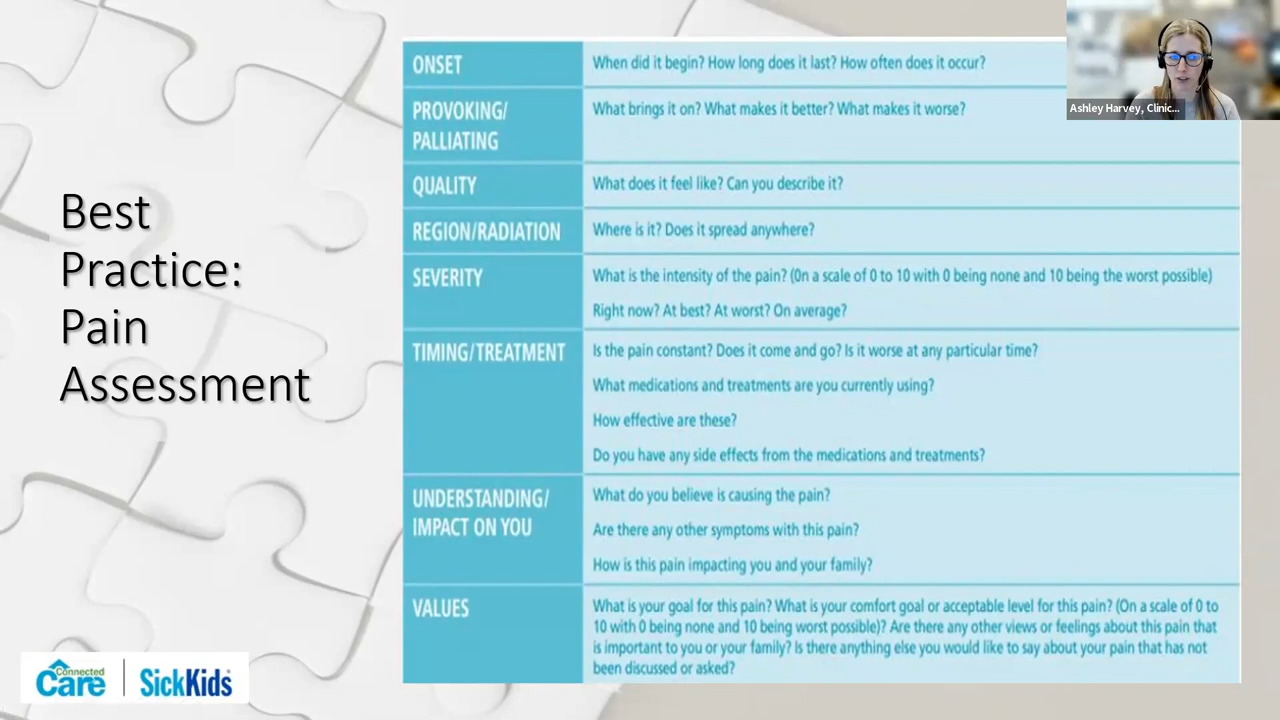 Best
Practice:
Pain
Assessment
ONSET
When did it begin? How long does it last? How often does it occur?
PROVOKING/
PALLIATING
What brings it on? What makes it better? What makes it worse?
QUALITY
What does it feel like? Can you describe it?
REGION/RADIATION
Where is it? Does it spread anywhere?
SEVERITY
What is the intensity of the pain? (On a scale of 0 to 10 with 0 being none and 10 being the worst possible)
Right now? At best? At worst? On average?
TIMING/TREATMENT
Is the pain constant? Does it come and go? Is it worse at any particular time?
What medications and treatments are you currently using?
How effective are these?
Do you have any side effects from the medications and treatments?
UNDERSTANDING/
IMPACT ON YOU
What do you believe is causing the pain?
Are there any other symptoms with this pain?
How is this pain impacting you and your family?
VALUES
What is your goal for this pain? What is your comfort goal or acceptable level for this pain? (On a scale of 0 to
10 with 0 being none and 10 being worst possible)? Are there any other views or feelings about this pain that
is important to you or your family? Is there anything else you would like to say about your pain that has not
been discussed or asked?
Ashley Harvey, Clinic...
Connected
Care
SickKids